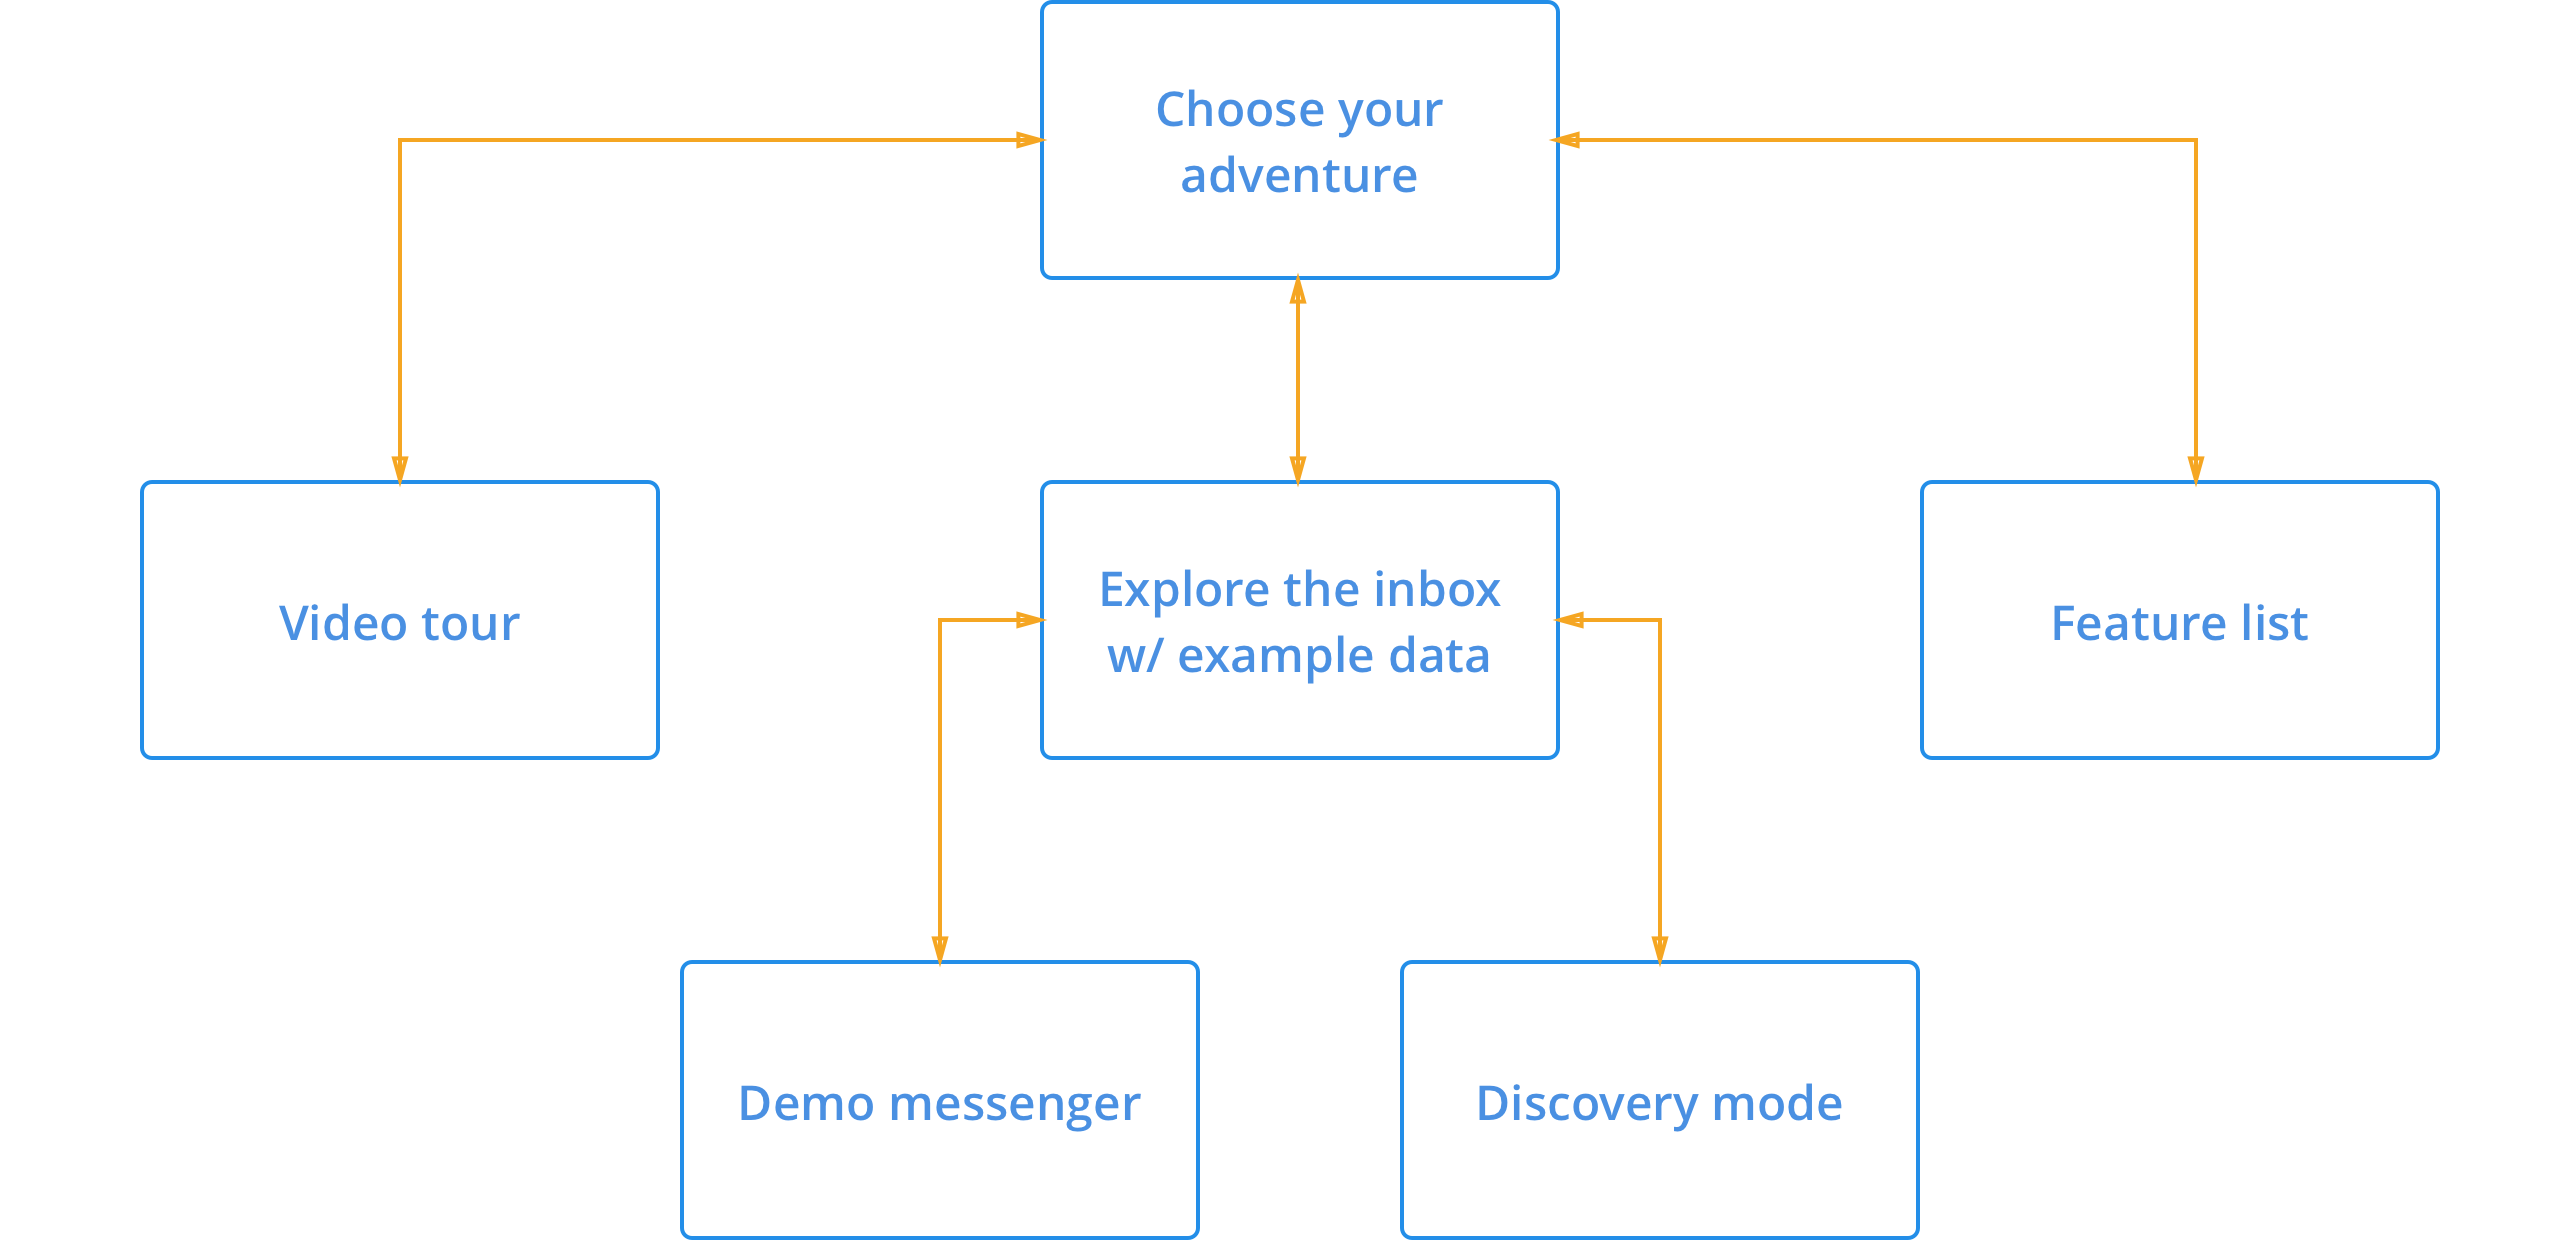 Choose your
adventure
Video tour
Explore the inbox
w/ example data
Feature list
Demo messenger
Discovery mode